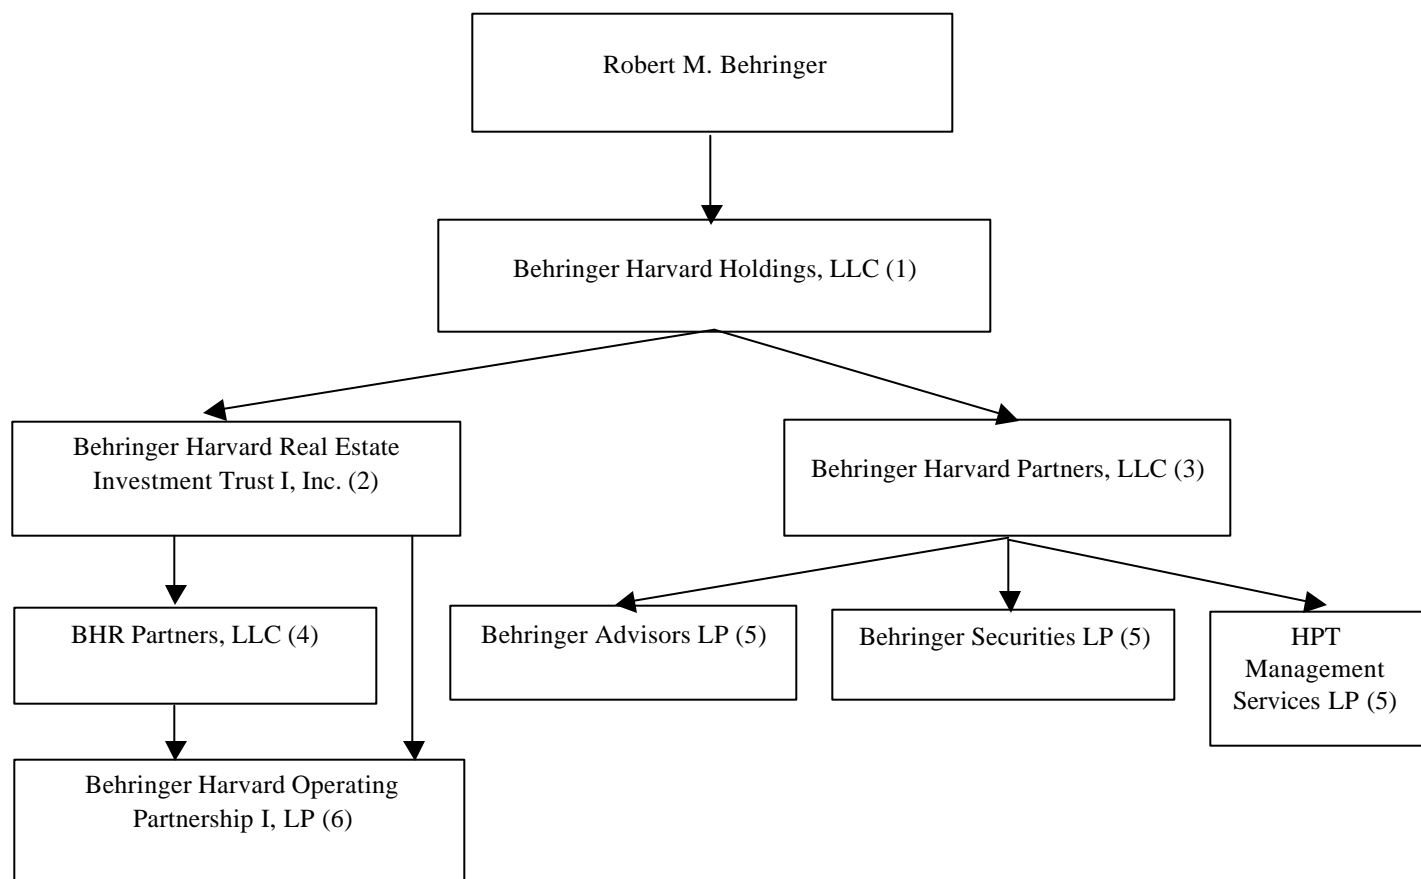 Robert M. Behringer
Behringer Harvard Holdings, LLC (1)
Behringer Harvard Real Estate
Investment Trust I, Inc. (2)
Behringer Harvard Partners, LLC (3)
BHR Partners, LLC (4)
Behringer Advisors LP (5)
Behringer Securities LP (5)
HPT
Management
Services LP (5)
Behringer Harvard Operating
Partnership I, LP (6)